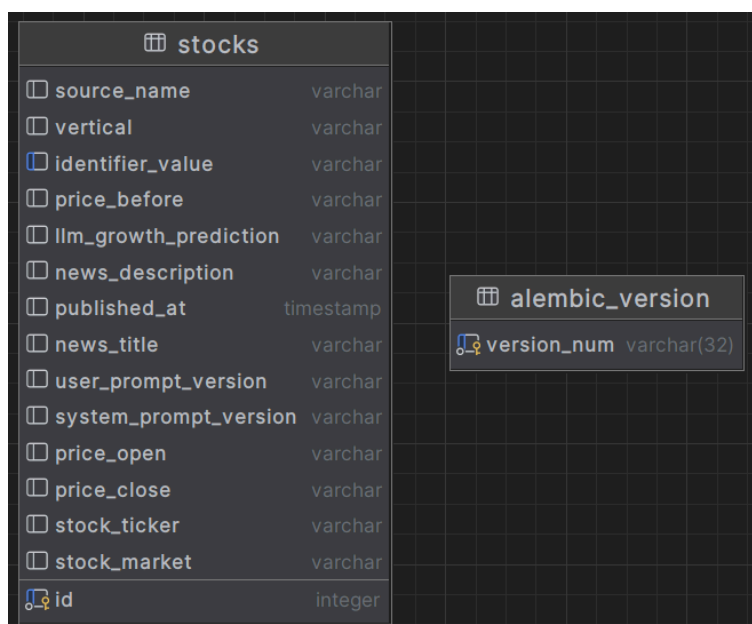 stocks
source_name varchar
vertical varchar
identifier_value varchar
price_before varchar
llm_growth_prediction varchar
news_description varchar
published_at timestamp
news_title varchar
user_prompt_version varchar
system_prompt_version varchar
price_open varchar
price_close varchar
stock_ticker varchar
stock_market varchar
id integer
alembic_version
version_num varchar(32)